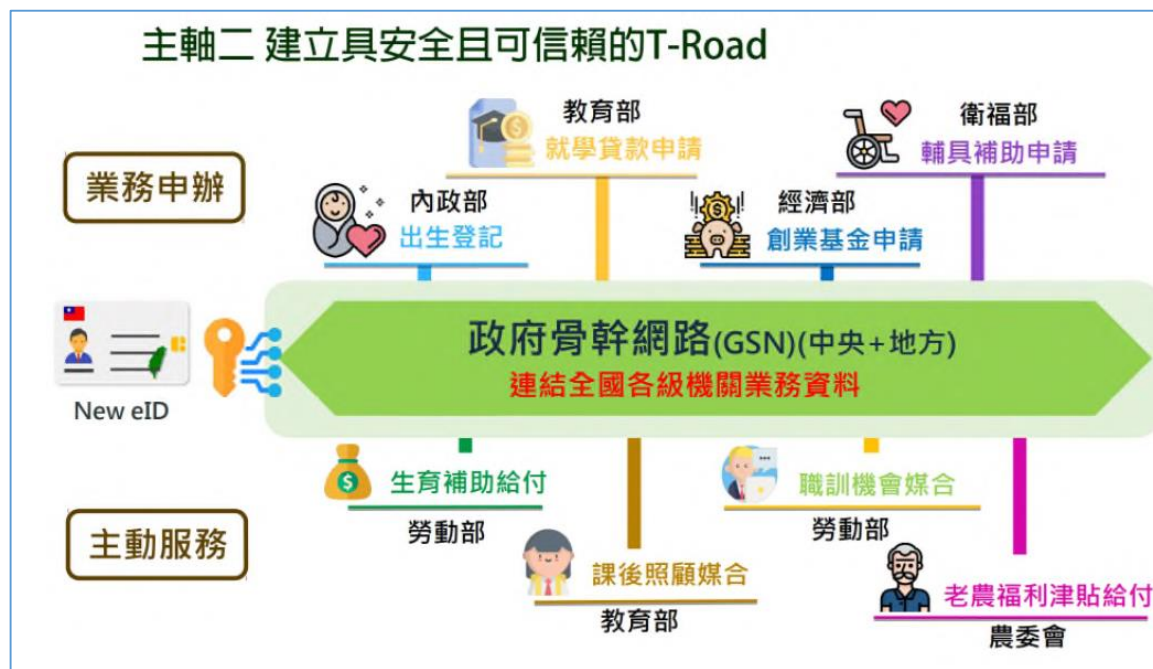 主軸二 建立具安全且可信賴的T-Road
業務申辦
教育部
就學貸款申請
衛福部
輔具補助申請
內政部
出生登記
經濟部
創業基金申請
New eID
政府骨幹網路(GSN)(中央+地方)
連結全國各級機關業務資料
主動服務
生育補助給付
勞動部
職訓機會媒合
勞動部
課後照顧媒合
教育部
老農福利津貼給付
農委會